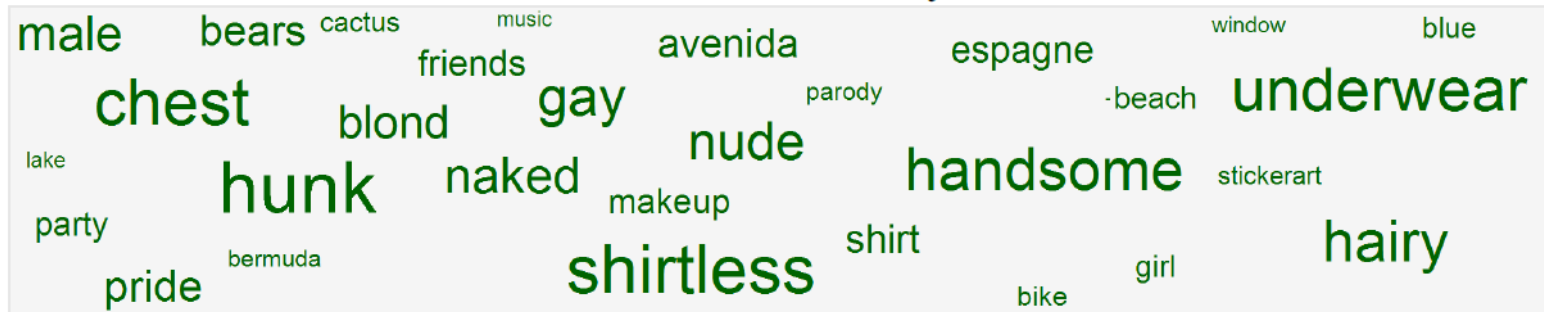 male bears cactus music avenida espagne window blue
friends
chest blond gay parody -beach underwear
nude
lake hunk naked makeup handsome stickerart
party shirt hairy
pride bermuda shirtless bike girl